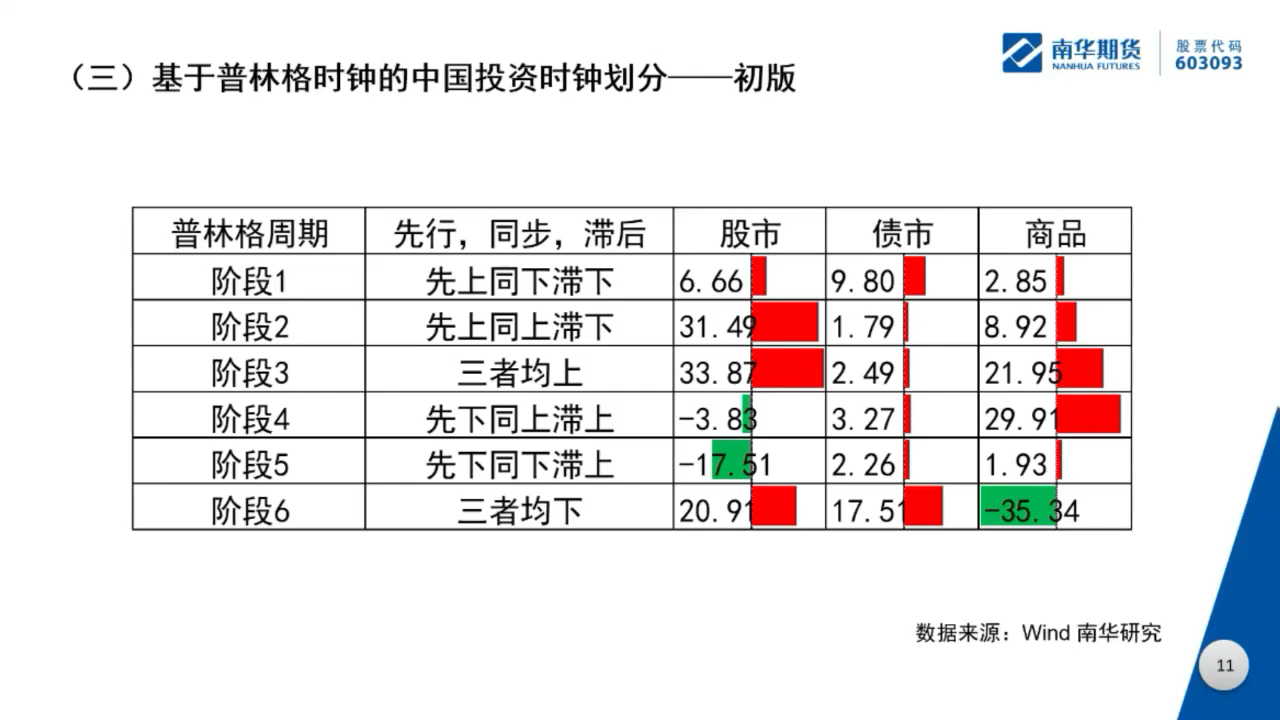 南华期货
NANHUA FUTURES
股票代码
603093
（三）基于普林格时钟的中国投资时钟划分——初版
普林格周期 先行，同步，滞后 股市 债市 商品
阶段1 先上同下滞下 6.66 9.80 2.85
阶段2 先上同上滞下 31.49 1.79 8.92
阶段3 三者均上 33.87 2.49 21.95
阶段4 先下同上滞上 -3.83 3.27 29.91
阶段5 先下同下滞上 -17.51 2.26 1.93
阶段6 三者均下 20.91 17.51 -35.34
数据来源：Wind 南华研究
11